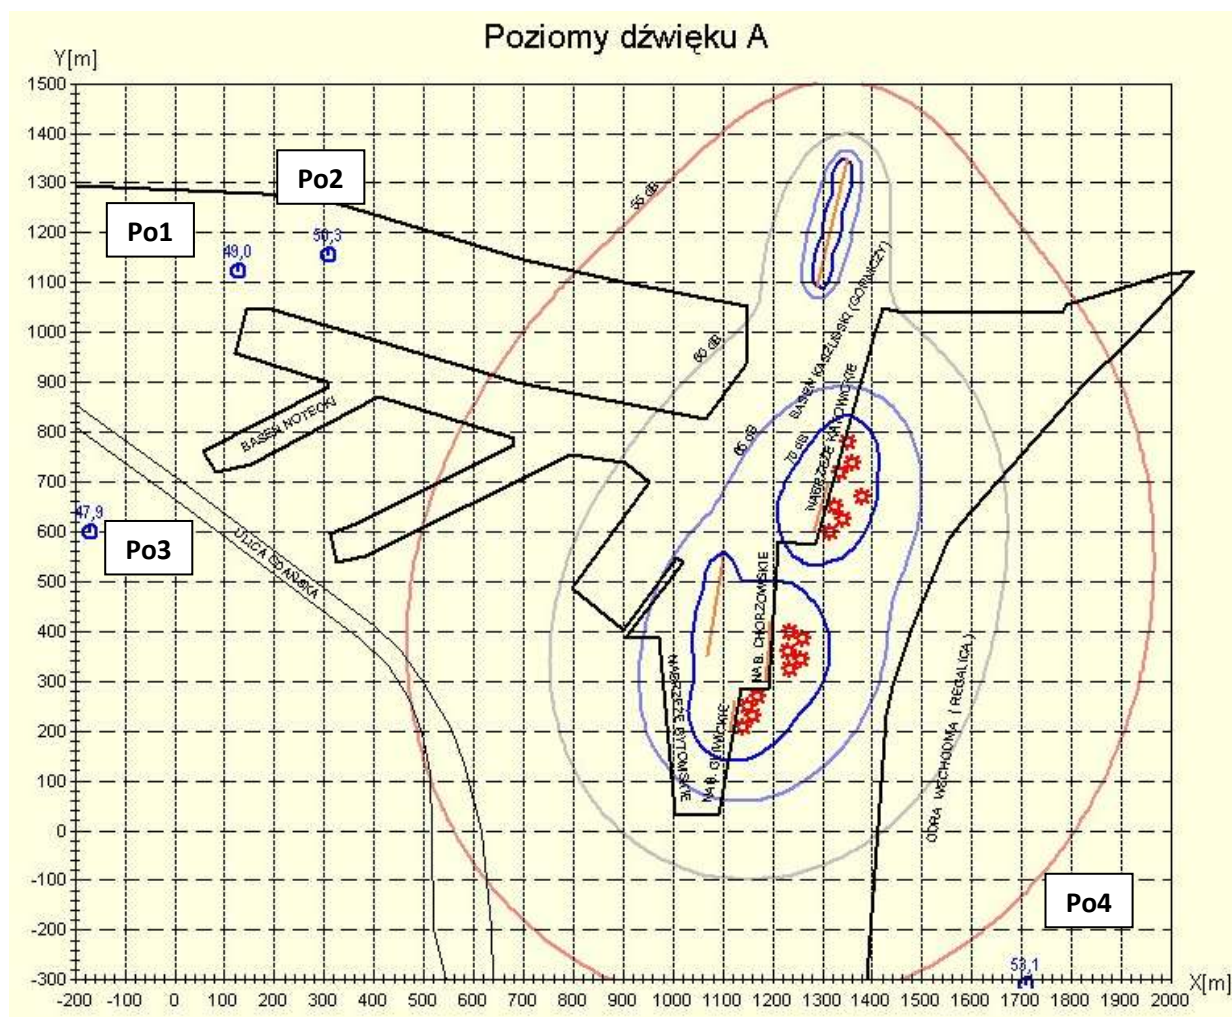 Poziomy dźwięku A
Y[m]
1500
1400
1300
1200
1100
1000
900
800
700
600
500
400
300
200
100
0
-100
-200
-300
-200 -100 0 100 200 300 400 500 600 700 800 900 1000 1100 1200 1300 1400 1500 1600 1700 1800 1900 2000
X[m]
Po2
Po1
49,0
50,3
55 dB
60 dB
65 dB
70 dB
BASEN KASZUBSKI (GÓRNICZY)
NABRZEŻE KATOWICKIE
BASEN NOTECKI
47,9
Po3
ULICA GDAŃSKA
NAB. CHORZOWSKIE
NABRZEŻE BYTOMSKIE
NAB. GLIWICKIE
ODRA WSCHODNIA ( REGALICA )
Po4
53,1